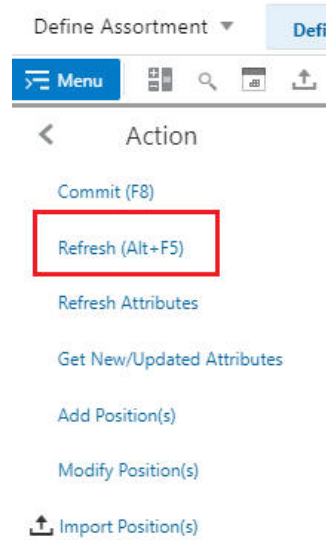 Define Assortment
Defi
Menu
Action
Commit (F8)
Refresh (Alt+F5)
Refresh Attributes
Get New/Updated Attributes
Add Position(s)
Modify Position(s)
Import Position(s)